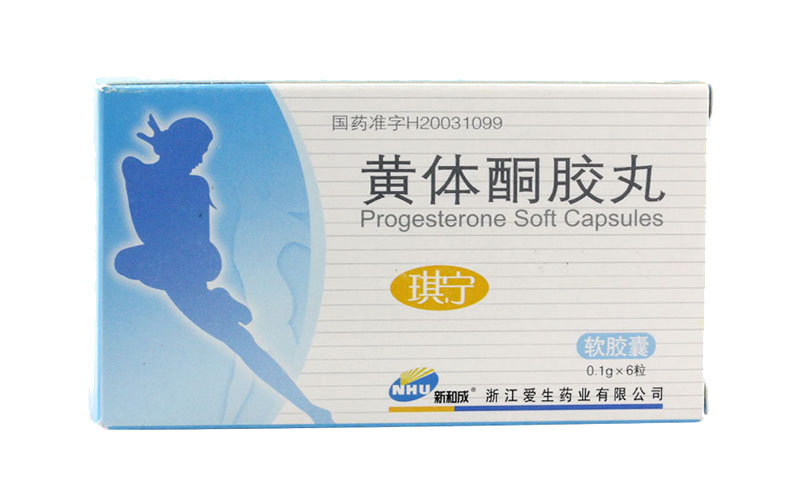 国药准字H20031099
黄体酮胶丸
Progesterone Soft Capsules
琪宁
软胶囊
0.1g×6粒
NHU 新和成® 浙江爱生药业有限公司